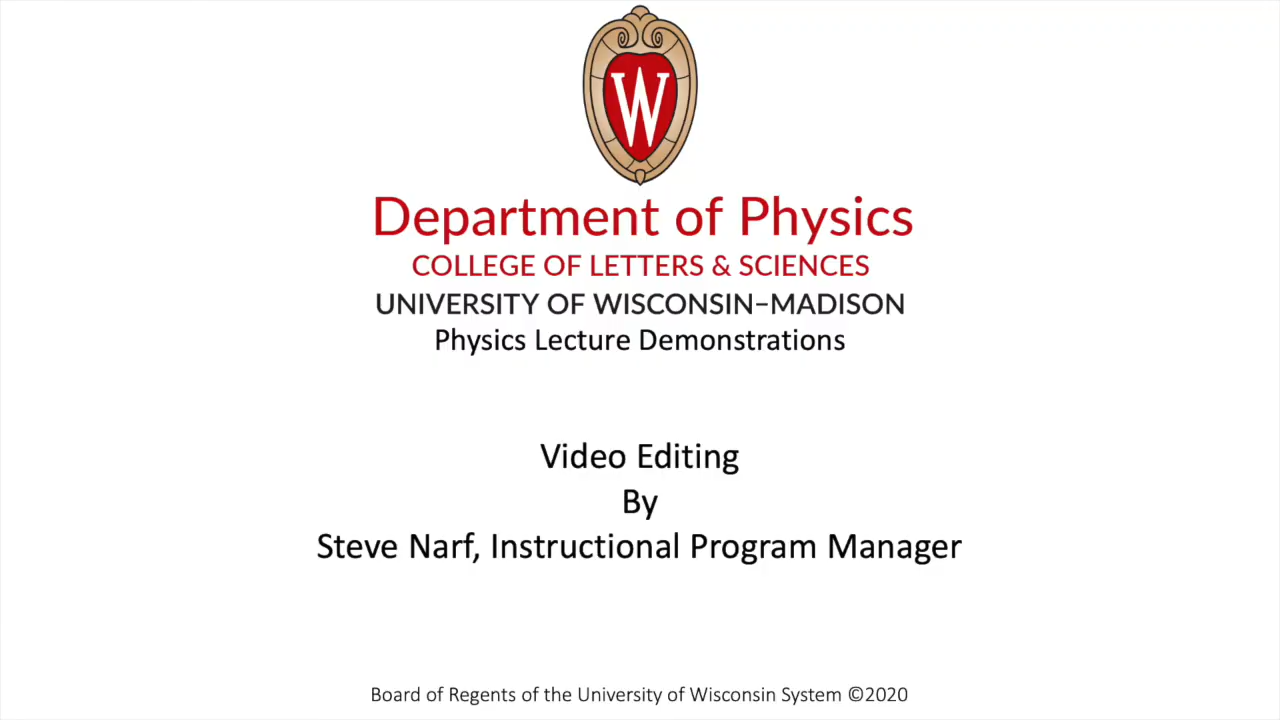 W
Department of Physics
COLLEGE OF LETTERS & SCIENCES
UNIVERSITY OF WISCONSIN–MADISON
Physics Lecture Demonstrations
Video Editing
By
Steve Narf, Instructional Program Manager
Board of Regents of the University of Wisconsin System ©2020